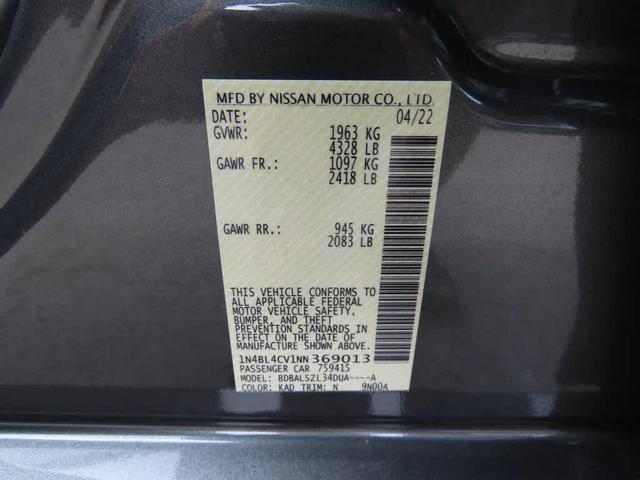 MFD BY NISSAN MOTOR CO., LTD.
DATE: 04/22
GVWR: 1963 KG
4328 LB
GAWR FR.: 1097 KG
2418 LB
GAWR RR.: 945 KG
2083 LB
THIS VEHICLE CONFORMS TO
ALL APPLICABLE FEDERAL
MOTOR VEHICLE SAFETY,
BUMPER, AND THEFT
PREVENTION STANDARDS
IN EFFECT ON THE DATE OF
MANUFACTURE SHOWN ABOVE.
1N4BL4CV1NN369013
PASSENGER CAR 759415
MODEL: BDBALSZL34DUA----A
COLOR: KAD TRIM: N 9N00A